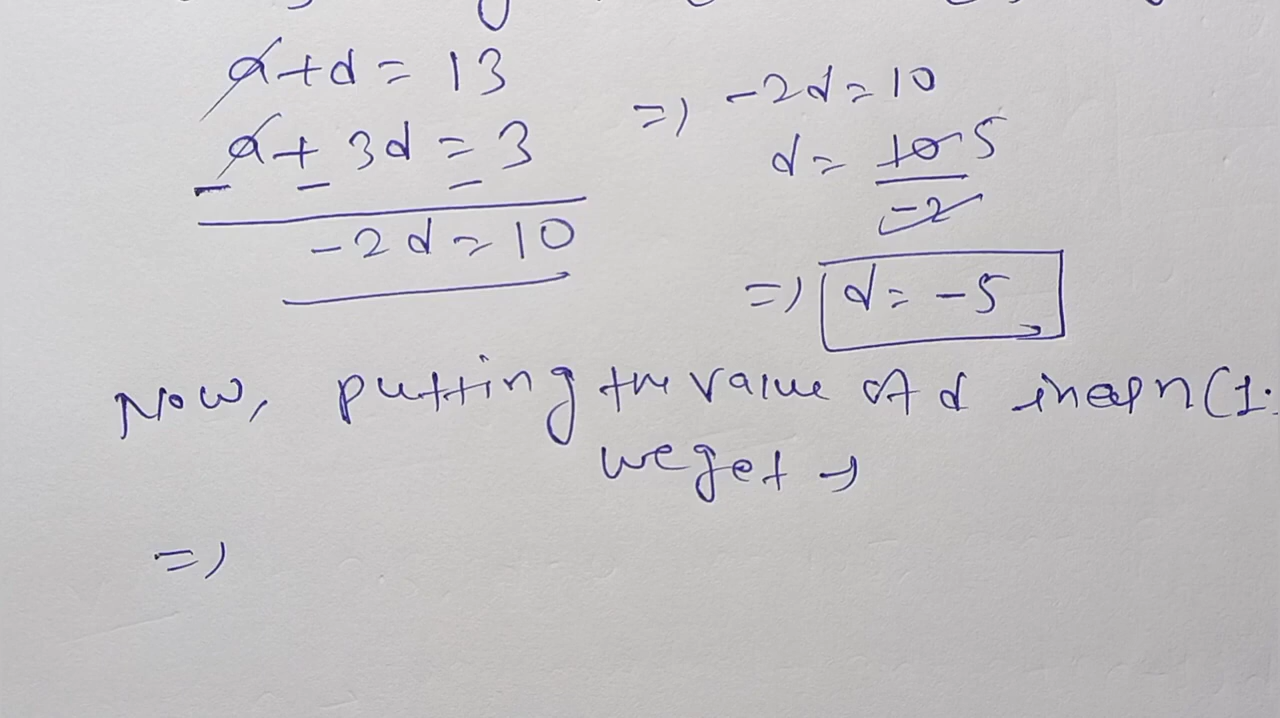 a+d = 13
a+ 3d = 3
- - -
-2d = 10
=) -2d = 10
d = 10 5
-2
=) d = -5
Now, putting the value of d in eqn (1.
we get →
=)